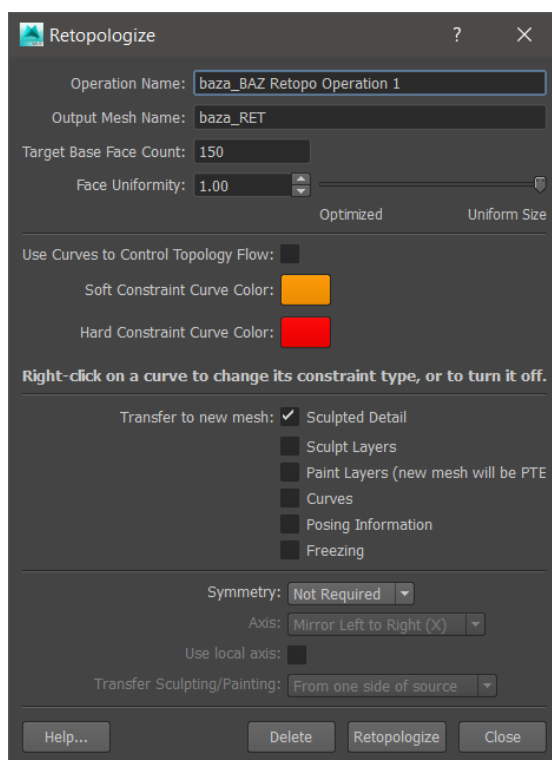 Retopologize ?
Operation Name: baza_BAZ Retopo Operation 1
Output Mesh Name: baza_RET
Target Base Face Count: 150
Face Uniformity: 1.00
Optimized Uniform Size
Use Curves to Control Topology Flow:
Soft Constraint Curve Color:
Hard Constraint Curve Color:
Right-click on a curve to change its constraint type, or to turn it off.
Transfer to new mesh: Sculpted Detail
Sculpt Layers
Paint Layers (new mesh will be PTE
Curves
Posing Information
Freezing
Symmetry: Not Required
Axis: Mirror Left to Right (X)
Use local axis:
Transfer Sculpting/Painting: From one side of source
Help... Delete Retopologize Close